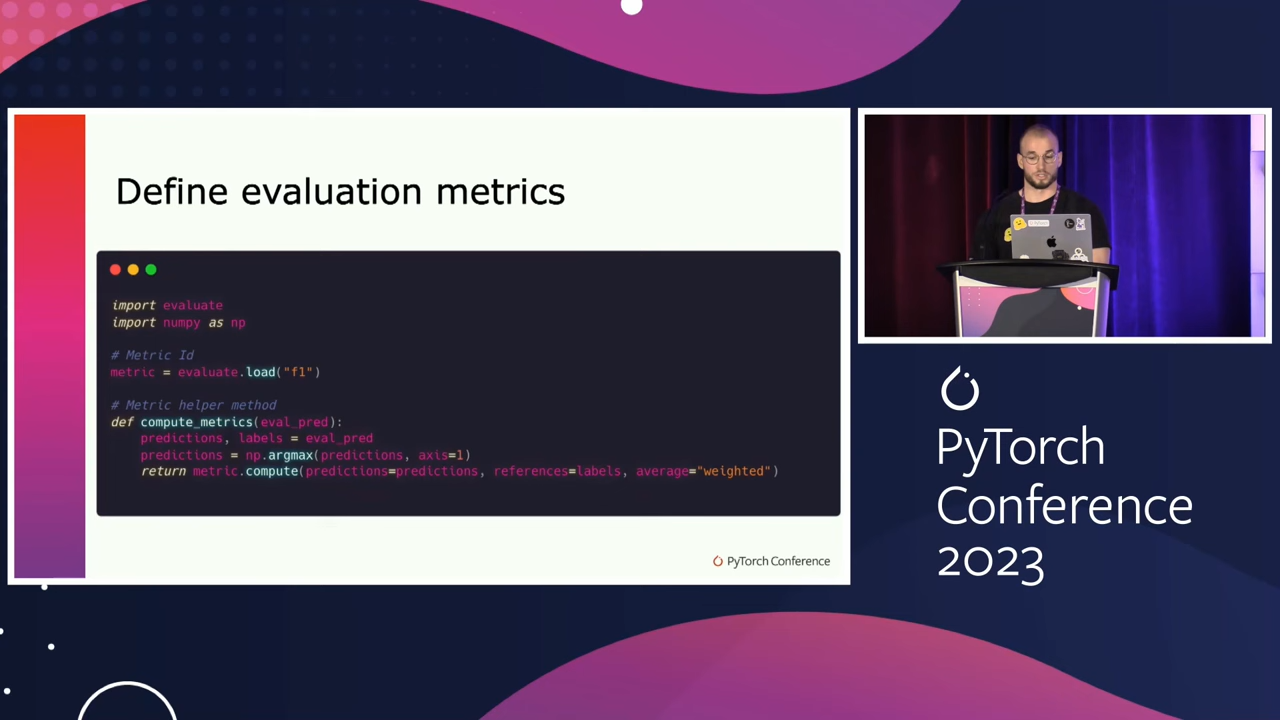 Define evaluation metrics
import evaluate
import numpy as np
# Metric Id
metric = evaluate.load("f1")
# Metric helper method
def compute_metrics(eval_pred):
    predictions, labels = eval_pred
    predictions = np.argmax(predictions, axis=1)
    return metric.compute(predictions=predictions, references=labels, average="weighted")
PyTorch Conference
PyTorch
Conference
2023